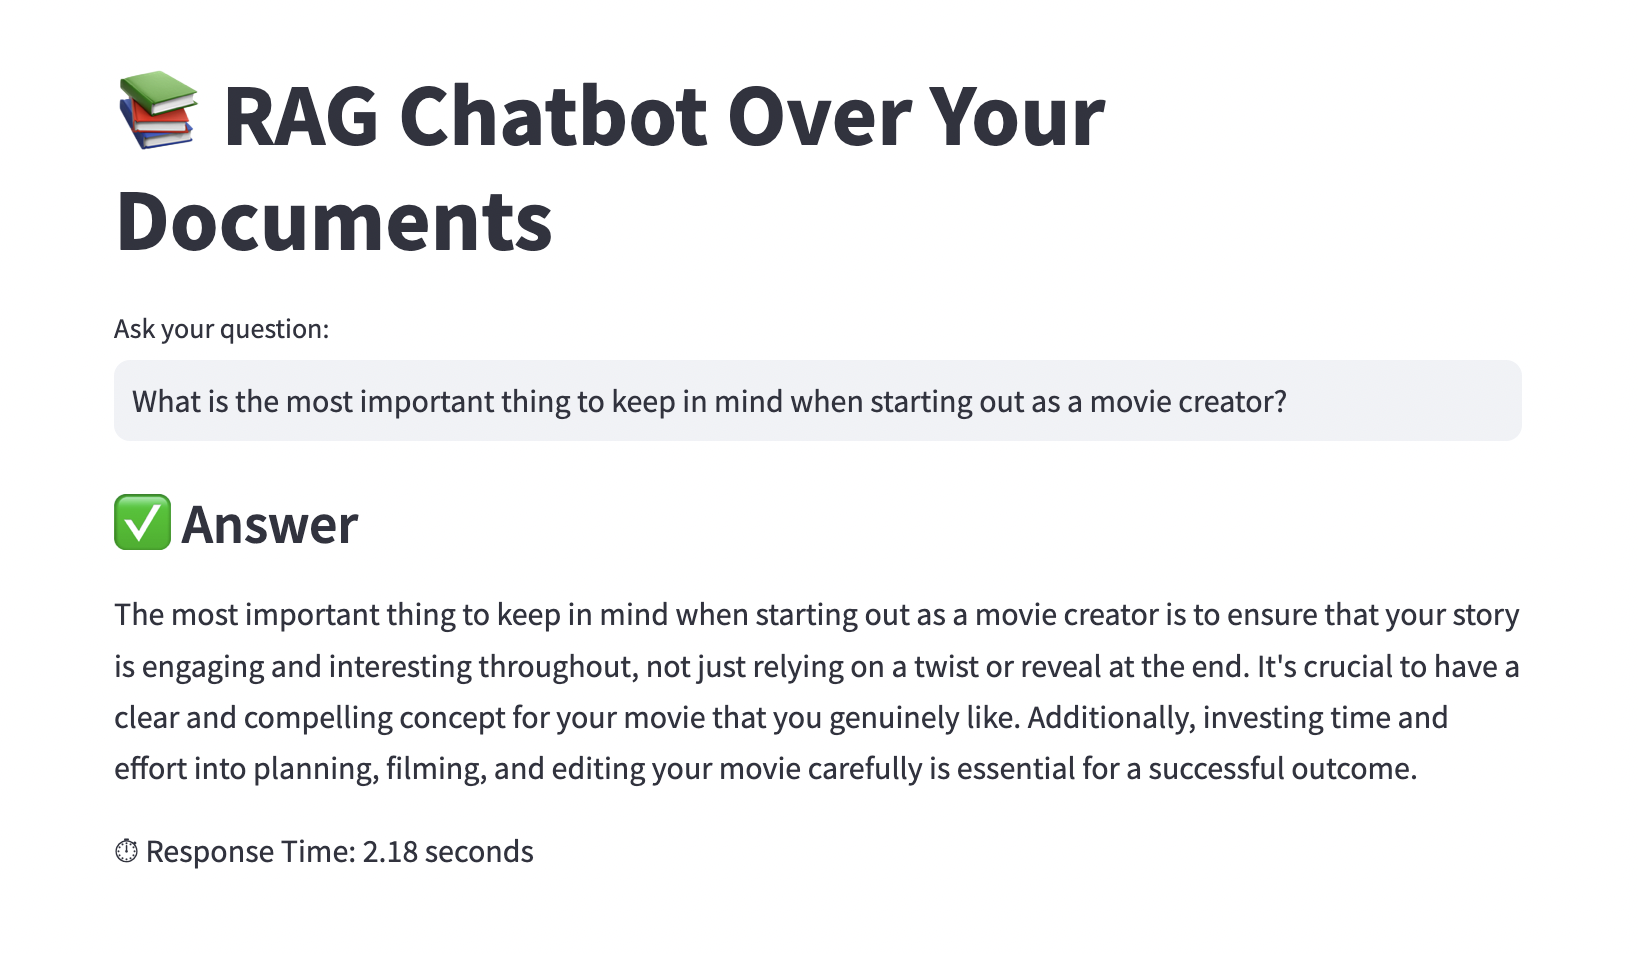 📚 RAG Chatbot Over Your
Documents
Ask your question:
What is the most important thing to keep in mind when starting out as a movie creator?
✅ Answer
The most important thing to keep in mind when starting out as a movie creator is to ensure that your story
is engaging and interesting throughout, not just relying on a twist or reveal at the end. It's crucial to have a
clear and compelling concept for your movie that you genuinely like. Additionally, investing time and
effort into planning, filming, and editing your movie carefully is essential for a successful outcome.
⏱ Response Time: 2.18 seconds